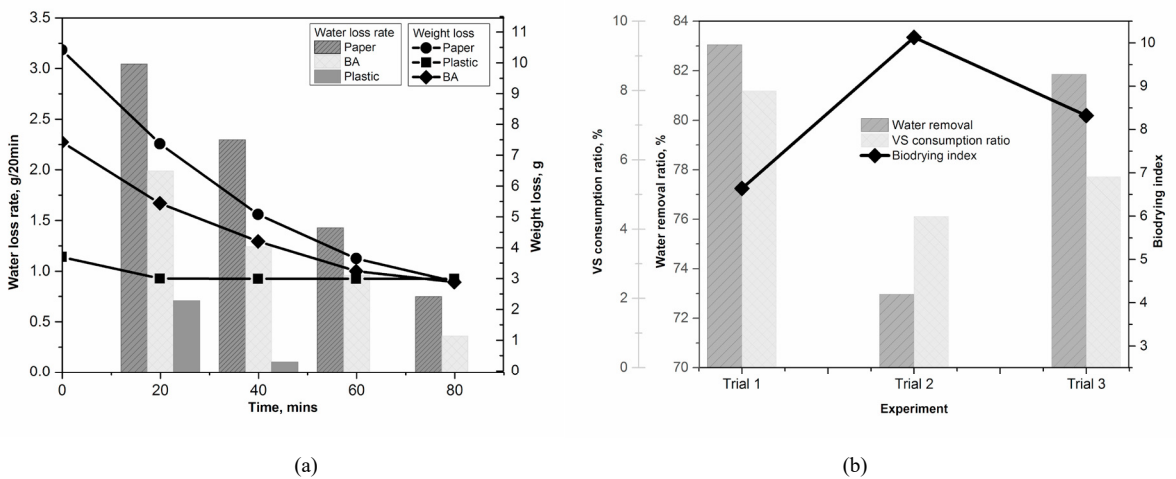 Water loss rate, g/20min
3.5
3.0
2.5
2.0
1.5
1.0
0.5
0.0
Water loss rate
Paper
BA
Plastic
Weight loss
Paper
Plastic
BA
11
10
9
8
7
6
5
4
3
2
1
0
Weight loss, g
0 20 40 60 80
Time, mins
(a)
VS consumption ratio, %
10
8
6
4
2
0
Water removal ratio, %
84
82
80
78
76
74
72
70
Water removal
VS consumption ratio
Biodrying index
10
9
8
7
6
5
4
3
Biodrying index
Trial 1 Trial 2 Trial 3
Experiment
(b)